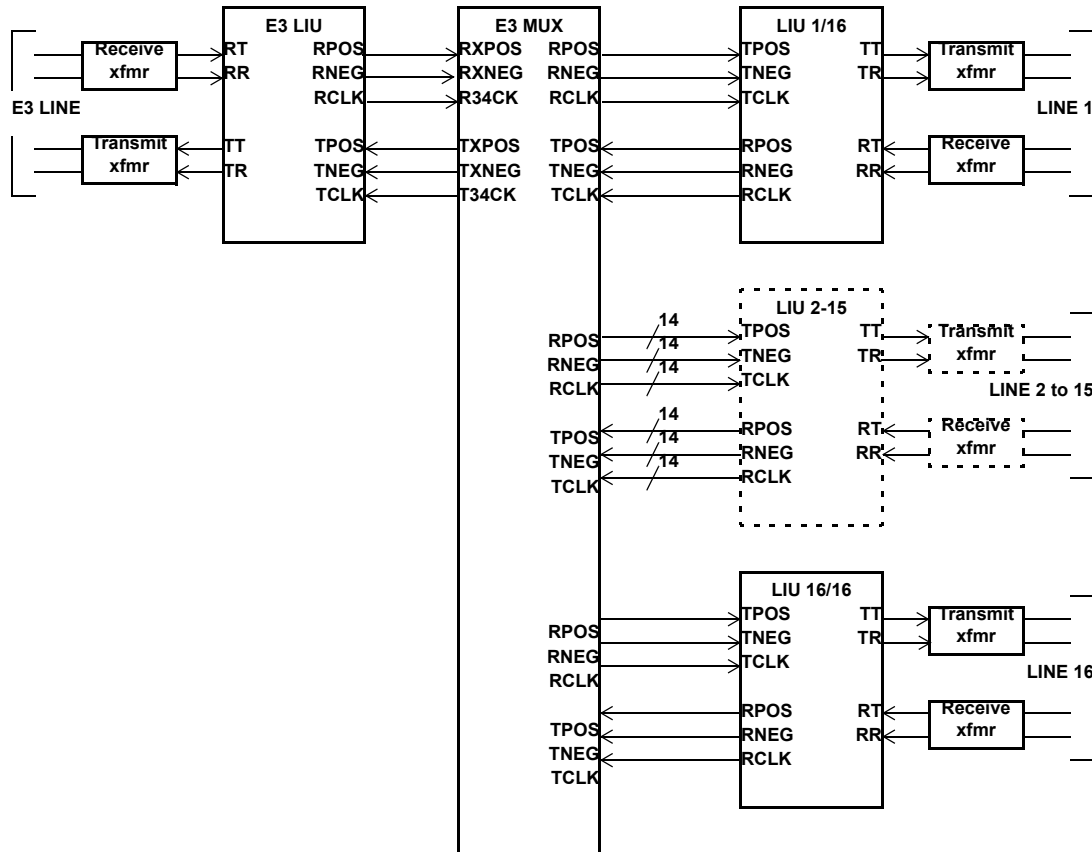 E3 LIU
E3 MUX
LIU 1/16
Receive
xfmr
RT
RR
RPOS
RNEG
RCLK
RXPOS
RXNEG
R34CK
RPOS
RNEG
RCLK
TPOS
TNEG
TCLK
TT
TR
Transmit
xfmr
E3 LINE
LINE 1
Transmit
xfmr
TT
TR
TPOS
TNEG
TCLK
TXPOS
TXNEG
T34CK
TPOS
TNEG
TCLK
RPOS
RNEG
RCLK
RT
RR
Receive
xfmr
LIU 2-15
RPOS
RNEG
RCLK
14
14
14
TPOS
TNEG
TCLK
TT
TR
Transmit
xfmr
LINE 2 to 15
TPOS
TNEG
TCLK
14
14
14
RPOS
RNEG
RCLK
RT
RR
Receive
xfmr
LIU 16/16
RPOS
RNEG
RCLK
TPOS
TNEG
TCLK
TT
TR
Transmit
xfmr
LINE 16
TPOS
TNEG
TCLK
RPOS
RNEG
RCLK
RT
RR
Receive
xfmr